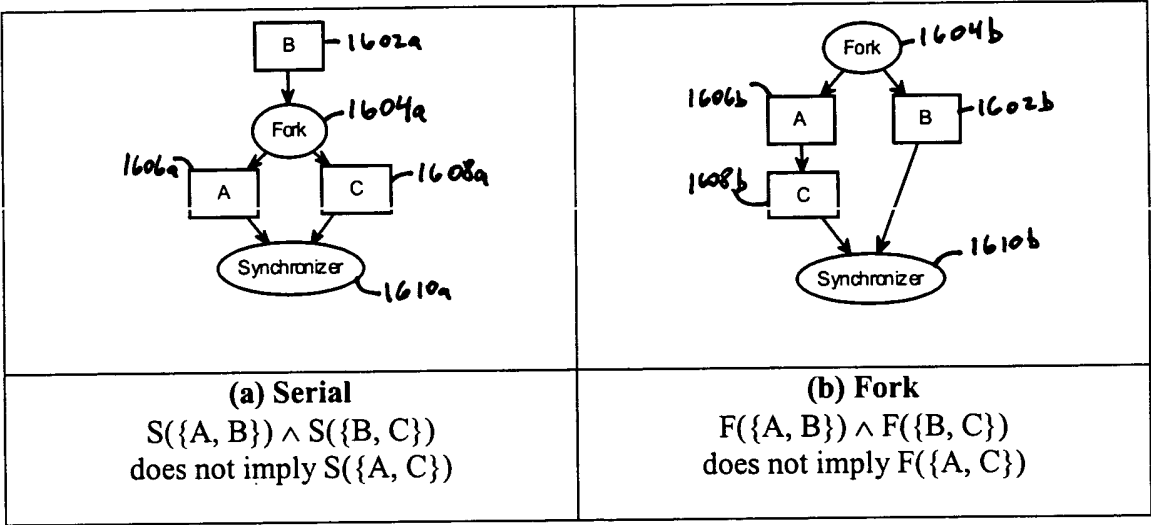 B
1602a
Fork
1604a
1606a
A
C
1608a
Synchronizer
1610a
(a) Serial
S({A, B}) ∧ S({B, C})
does not imply S({A, C})
Fork
1604b
1606b
A
B
1602b
1608b
C
1610b
Synchronizer
(b) Fork
F({A, B}) ∧ F({B, C})
does not imply F({A, C})